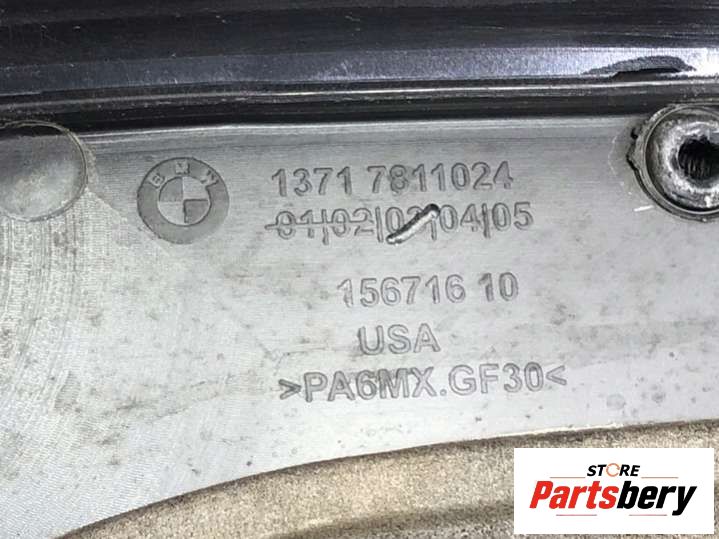 BMW
1371 7811024
01|02|03|04|05
156716 10
USA
>PA6MX.GF30<
STORE
Partsbery